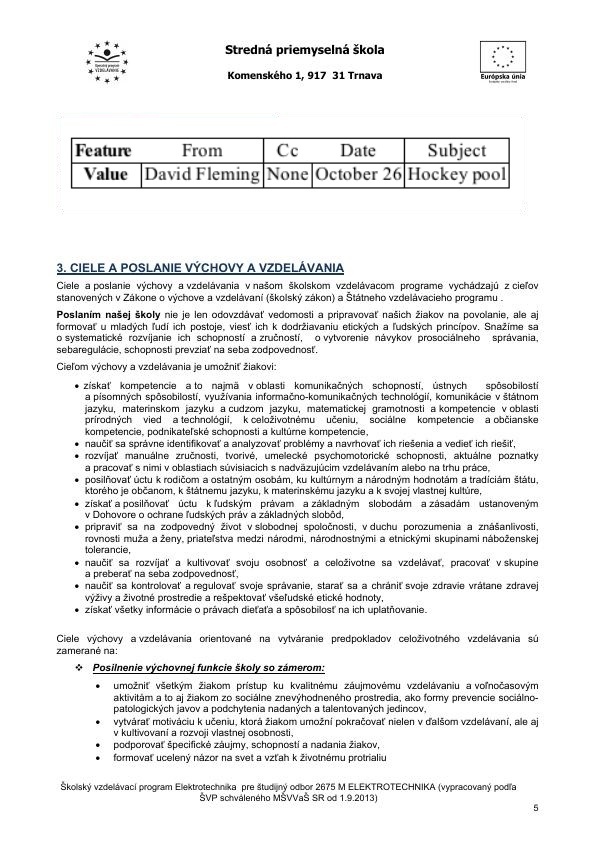 Stredná priemyselná škola
Komenského 1, 917 31 Trnava
VZDELÁVANIE
Európska únia
Feature From Cc Date Subject
Value David Fleming None October 26 Hockey pool
3. CIELE A POSLANIE VÝCHOVY A VZDELÁVANIA
Ciele a poslanie výchovy a vzdelávania v našom školskom vzdelávacom programe vychádzajú z cieľov
stanovených v Zákone o výchove a vzdelávaní (školský zákon) a Štátneho vzdelávacieho programu .
Poslaním našej školy nie je len odovzdávať vedomosti a pripravovať našich žiakov na povolanie, ale aj
formovať u mladých ľudí ich postoje, viesť ich k dodržiavaniu etických a ľudských princípov. Snažíme sa
o systematické rozvíjanie ich schopností a zručností, o vytvorenie návykov prosociálneho správania,
sebaregulácie, schopnosti prevziať na seba zodpovednosť.
Cieľom výchovy a vzdelávania je umožniť žiakovi:
• získať kompetencie a to najmä v oblasti komunikačných schopností, ústnych spôsobilostí
a písomných spôsobilostí, využívania informačno-komunikačných technológií, komunikácie v štátnom
jazyku, materinskom jazyku a cudzom jazyku, matematickej gramotnosti a kompetencie v oblasti
prírodných vied a technológií, k celoživotnému učeniu, sociálne kompetencie a občianske
kompetencie, podnikateľské schopnosti a kultúrne kompetencie,
• naučiť sa správne identifikovať a analyzovať problémy a navrhovať ich riešenia a vedieť ich riešiť,
• rozvíjať manuálne zručnosti, tvorivé, umelecké psychomotorické schopnosti, aktuálne poznatky
a pracovať s nimi v oblastiach súvisiacich s nadväzujúcim vzdelávaním alebo na trhu práce,
• posilňovať úctu k rodičom a ostatným osobám, ku kultúrnym a národným hodnotám a tradíciám štátu,
ktorého je občanom, k štátnemu jazyku, k materinskému jazyku a k svojej vlastnej kultúre,
• získať a posilňovať úctu k ľudským právam a základným slobodám a zásadám ustanoveným
v Dohovore o ochrane ľudských práv a základných slobôd,
• pripraviť sa na zodpovedný život v slobodnej spoločnosti, v duchu porozumenia a znášanlivosti,
rovnosti muža a ženy, priateľstva medzi národmi, národnostnými a etnickými skupinami náboženskej
tolerancie,
• naučiť sa rozvíjať a kultivovať svoju osobnosť a celoživotne sa vzdelávať, pracovať v skupine
a preberať na seba zodpovednosť,
• naučiť sa kontrolovať a regulovať svoje správanie, starať sa a chrániť svoje zdravie vrátane zdravej
výživy a životné prostredie a rešpektovať všeľudské etické hodnoty,
• získať všetky informácie o právach dieťaťa a spôsobilosť na ich uplatňovanie.
Ciele výchovy a vzdelávania orientované na vytváranie predpokladov celoživotného vzdelávania sú
zamerané na:
❖ Posilnenie výchovnej funkcie školy so zámerom:
• umožniť všetkým žiakom prístup ku kvalitnému záujmovému vzdelávaniu a voľnočasovým
aktivitám a to aj žiakom zo sociálne znevýhodneného prostredia, ako formy prevencie sociálno-
patologických javov a podchytenia nadaných a talentovaných jedincov,
• vytvárať motiváciu k učeniu, ktorá žiakom umožní pokračovať nielen v ďalšom vzdelávaní, ale aj
v kultivovaní a rozvoji vlastnej osobnosti,
• podporovať špecifické záujmy, schopností a nadania žiakov,
• formovať ucelený názor na svet a vzťah k životnému protrialiu
Školský vzdelávací program Elektrotechnika pre študijný odbor 2675 M ELEKTROTECHNIKA (vypracovaný podľa
ŠVP schváleného MŠVVaŠ SR od 1.9.2013)
5